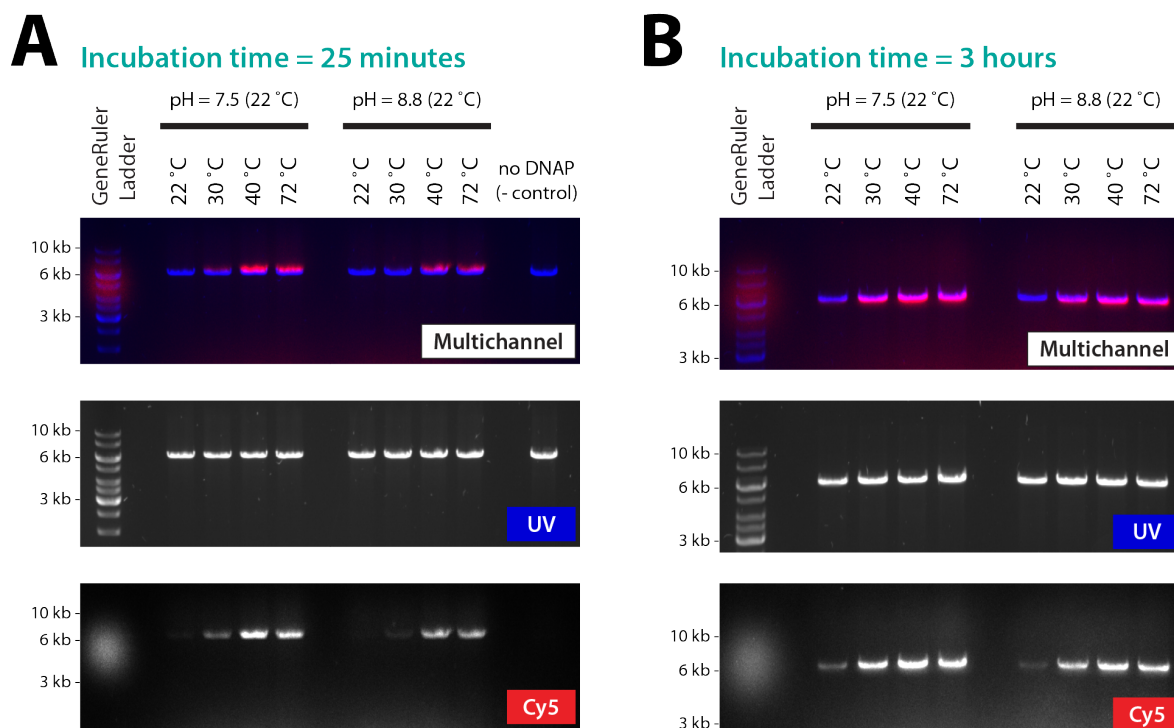 A
Incubation time = 25 minutes
pH = 7.5 (22 ˚C)
pH = 8.8 (22 ˚C)
GeneRuler
Ladder
22 ˚C
30 ˚C
40 ˚C
72 ˚C
22 ˚C
30 ˚C
40 ˚C
72 ˚C
no DNAP
(- control)
10 kb -
6 kb -
3 kb -
Multichannel
10 kb -
6 kb -
3 kb -
UV
10 kb -
6 kb -
3 kb -
Cy5
B
Incubation time = 3 hours
pH = 7.5 (22 ˚C)
pH = 8.8 (22 ˚C)
GeneRuler
Ladder
22 ˚C
30 ˚C
40 ˚C
72 ˚C
22 ˚C
30 ˚C
40 ˚C
72 ˚C
10 kb -
6 kb -
3 kb -
Multichannel
10 kb -
6 kb -
3 kb -
UV
10 kb -
6 kb -
3 kb -
Cy5